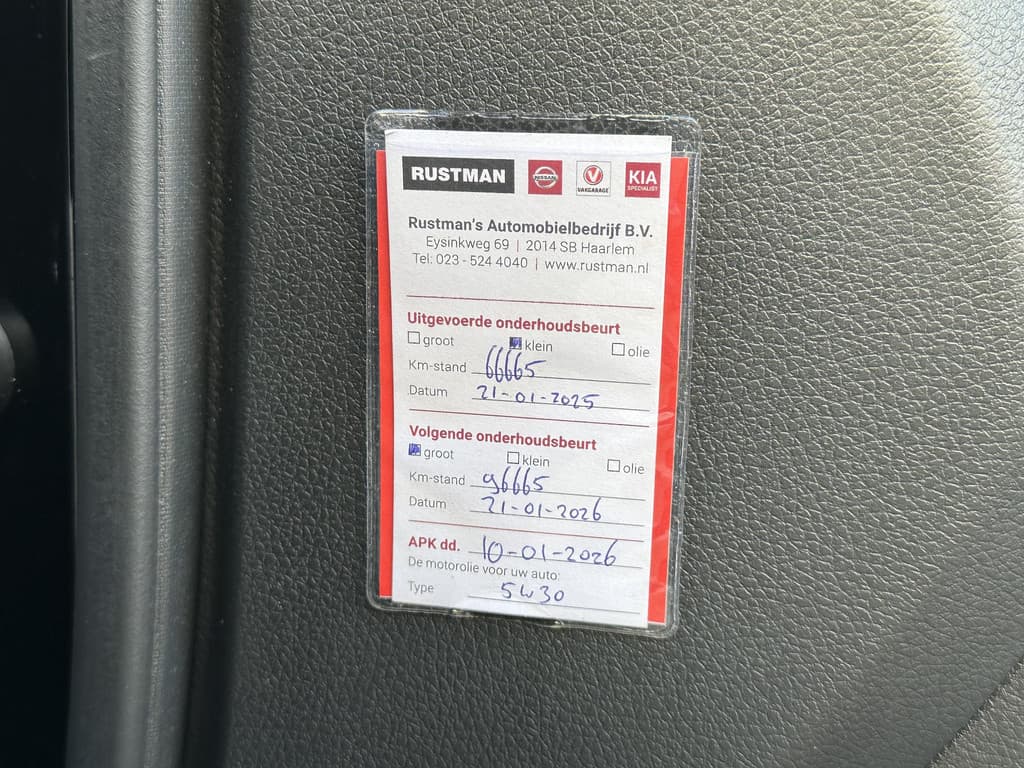 RUSTMAN NISSAN VAKGARAGE KIA SPECIALIST
Rustman's Automobielbedrijf B.V.
Eysinkweg 69 | 2014 SB Haarlem
Tel: 023 - 524 4040 | www.rustman.nl
Uitgevoerde onderhoudsbeurt
groot klein olie
Km-stand 66665
Datum 21-01-2025
Volgende onderhoudsbeurt
groot klein olie
Km-stand 96665
Datum 21-01-2026
APK dd. 10-01-2026
De motorolie voor uw auto:
Type 5W30